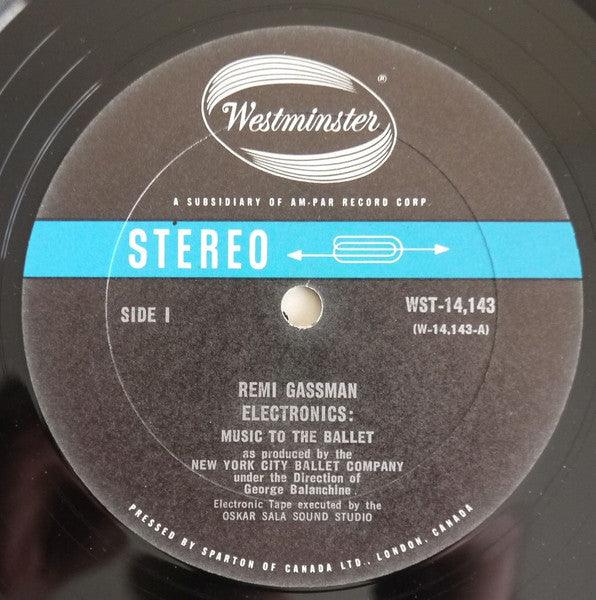 Westminster ®
A SUBSIDIARY OF AM-PAR RECORD CORP
STEREO
SIDE I
WST-14,143
(W-14,143-A)
REMI GASSMAN
ELECTRONICS:
MUSIC TO THE BALLET
as produced by the
NEW YORK CITY BALLET COMPANY
under the Direction of
George Balanchine
Electronic Tape executed by the
OSKAR SALA SOUND STUDIO
PRESSED BY SPARTON OF CANADA LTD., LONDON, CANADA